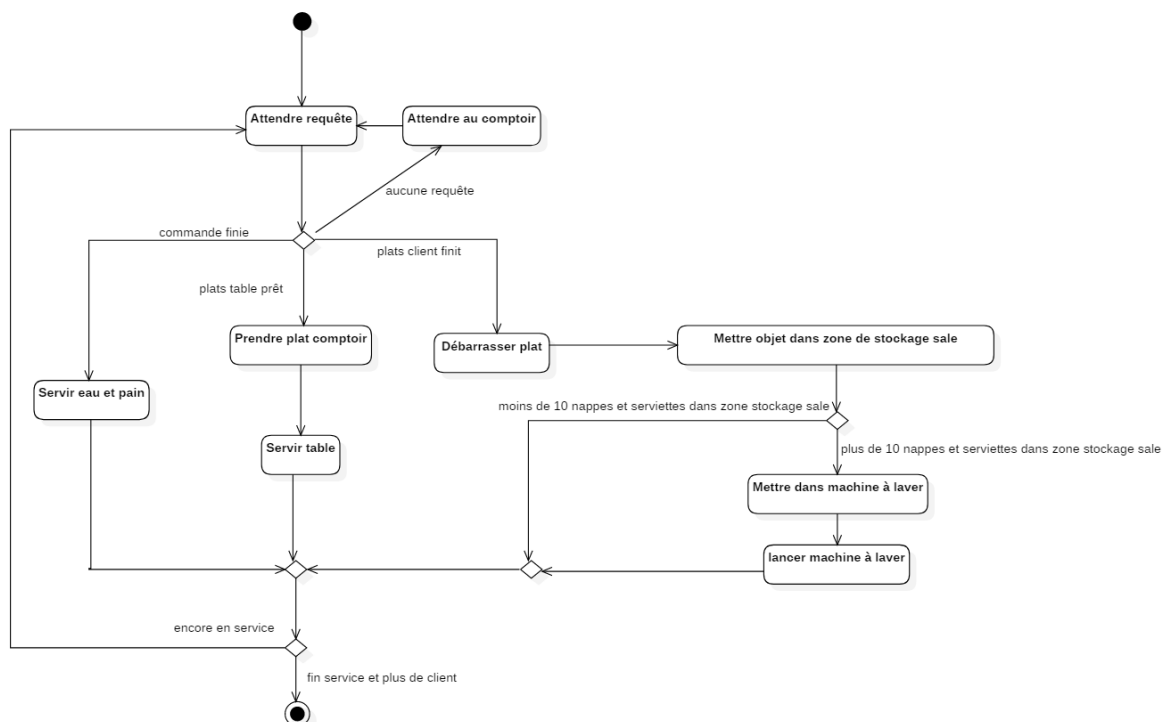 Attendre requête
Attendre au comptoir
aucune requête
commande finie
plats client finit
plats table prêt
Prendre plat comptoir
Débarrasser plat
Mettre objet dans zone de stockage sale
Servir eau et pain
moins de 10 nappes et serviettes dans zone stockage sale
Servir table
plus de 10 nappes et serviettes dans zone stockage sale
Mettre dans machine à laver
lancer machine à laver
encore en service
fin service et plus de client